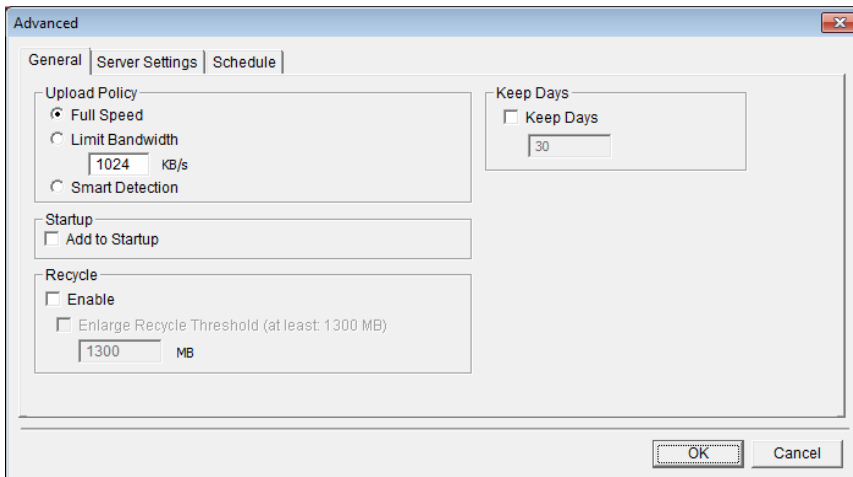 Advanced
General
Server Settings
Schedule
Upload Policy
Full Speed
Limit Bandwidth
1024 KB/s
Smart Detection
Startup
Add to Startup
Recycle
Enable
Enlarge Recycle Threshold (at least: 1300 MB)
1300 MB
Keep Days
Keep Days
30
OK
Cancel